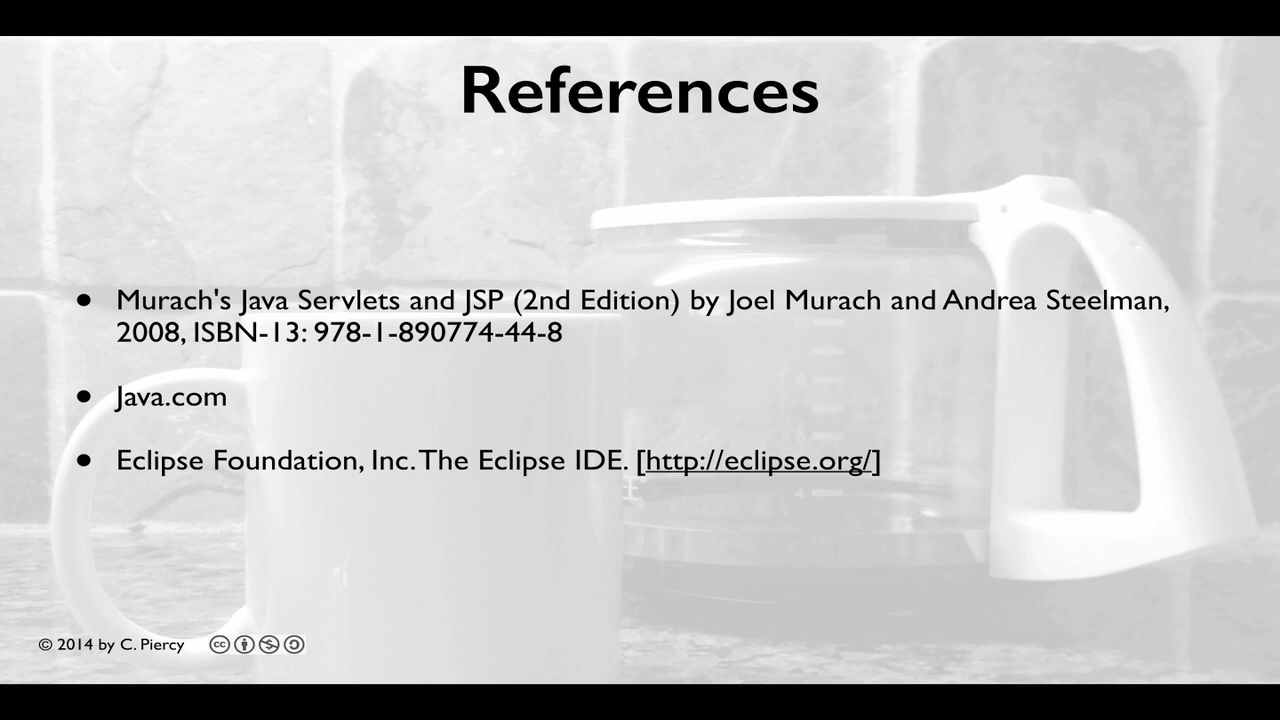 References
• Murach's Java Servlets and JSP (2nd Edition) by Joel Murach and Andrea Steelman,
2008, ISBN-13: 978-1-890774-44-8
• Java.com
• Eclipse Foundation, Inc. The Eclipse IDE. [http://eclipse.org/]
© 2014 by C. Piercy